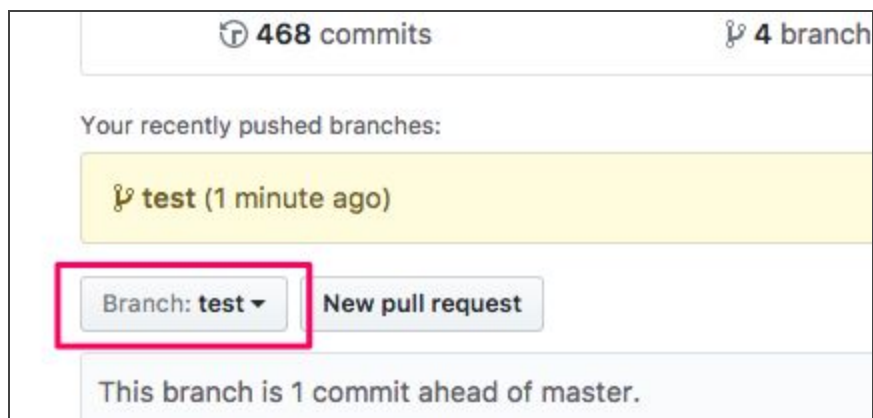 468 commits 4 branch
Your recently pushed branches:
test (1 minute ago)
Branch: test New pull request
This branch is 1 commit ahead of master.